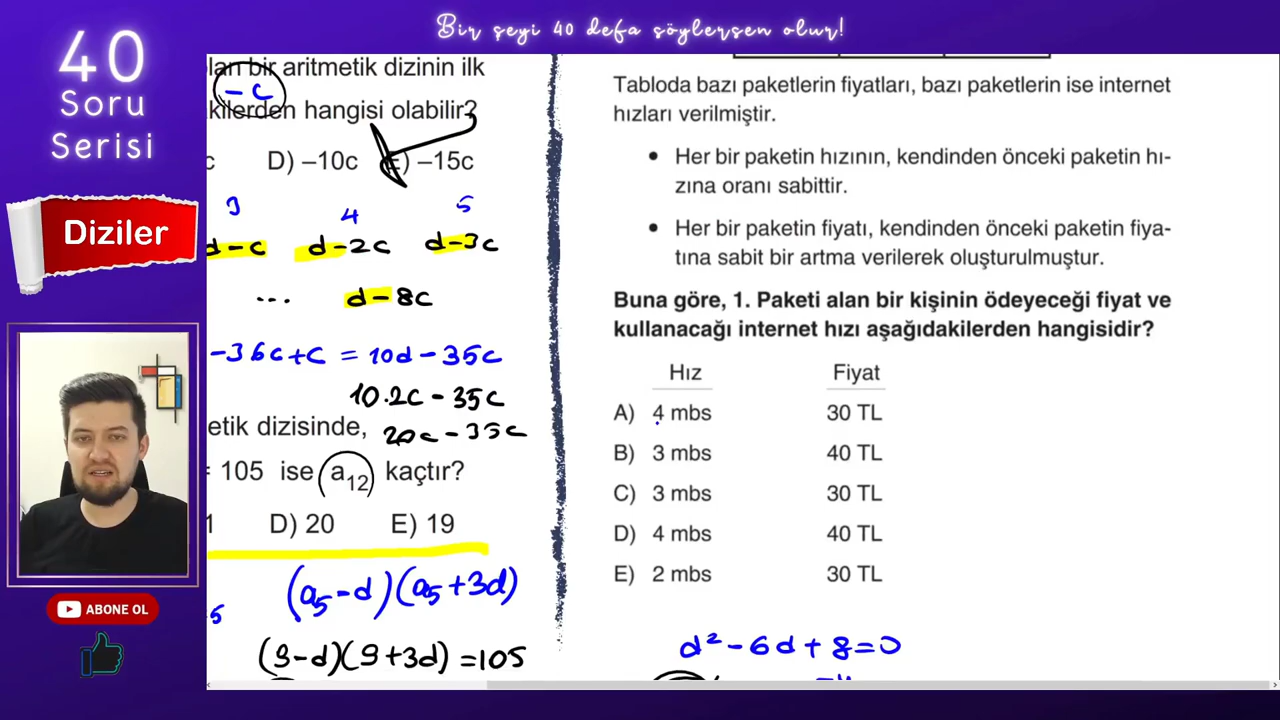 Bir şeyi 40 defa söylersen olur!
40
Soru
Serisi
Diziler
ABONE OL
olan bir aritmetik dizinin ilk
-c
kilerden hangisi olabilir?
c D) –10c E) –15c
3 4 5
d-c d-2c d-3c
... d-8c
-36c+c = 10d-35c
10.2c-35c
etik dizisinde, 20c-35c
= 105 ise a12 kaçtır?
1 D) 20 E) 19
(a5-d)(a5+3d)
5
(9-d)(9+3d)=105
Tabloda bazı paketlerin fiyatları, bazı paketlerin ise internet
hızları verilmiştir.
• Her bir paketin hızının, kendinden önceki paketin hı-
zına oranı sabittir.
• Her bir paketin fiyatı, kendinden önceki paketin fiya-
tına sabit bir artma verilerek oluşturulmuştur.
Buna göre, 1. Paketi alan bir kişinin ödeyeceği fiyat ve
kullanacağı internet hızı aşağıdakilerden hangisidir?
Hız Fiyat
A) 4 mbs 30 TL
B) 3 mbs 40 TL
C) 3 mbs 30 TL
D) 4 mbs 40 TL
E) 2 mbs 30 TL
d²-6d+8=0